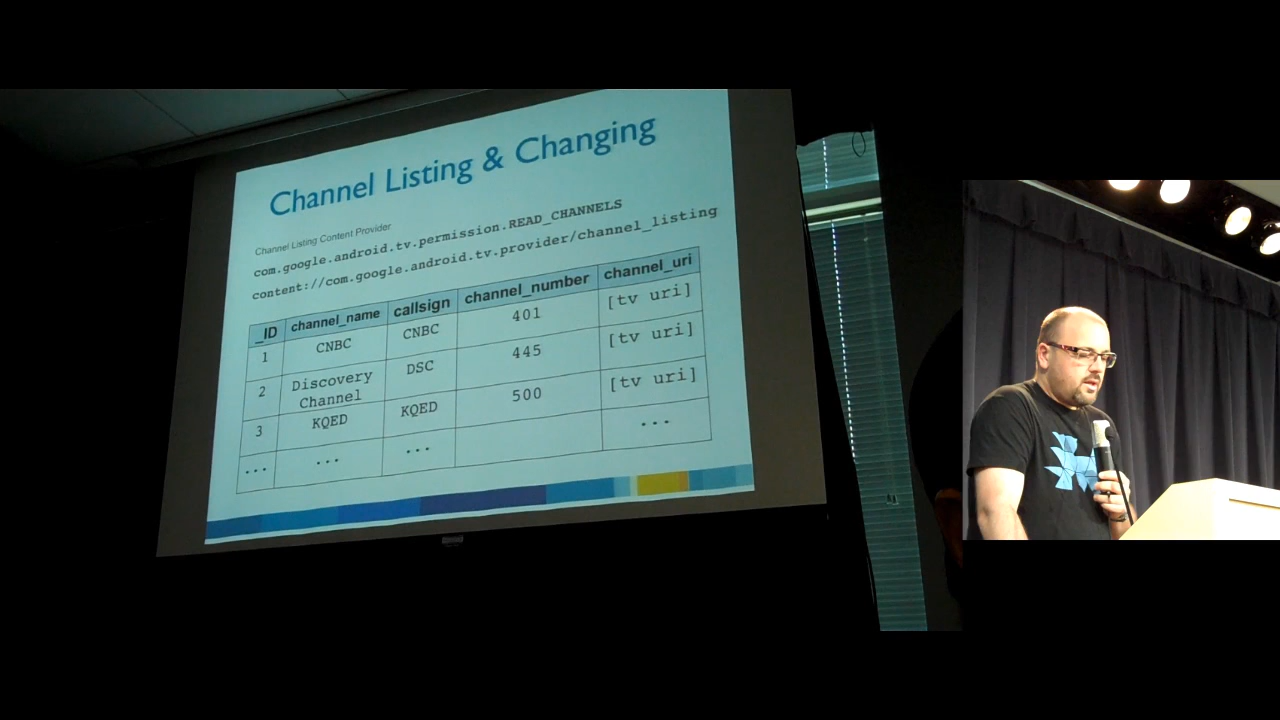 Channel Listing & Changing
Channel Listing Content Provider
com.google.android.tv.permission.READ_CHANNELS
content://com.google.android.tv.provider/channel_listing
_ID channel_name callsign channel_number channel_uri
1 CNBC CNBC 401 [tv uri]
2 Discovery Channel DSC 445 [tv uri]
3 KQED KQED 500 [tv uri]
... ... ... ...